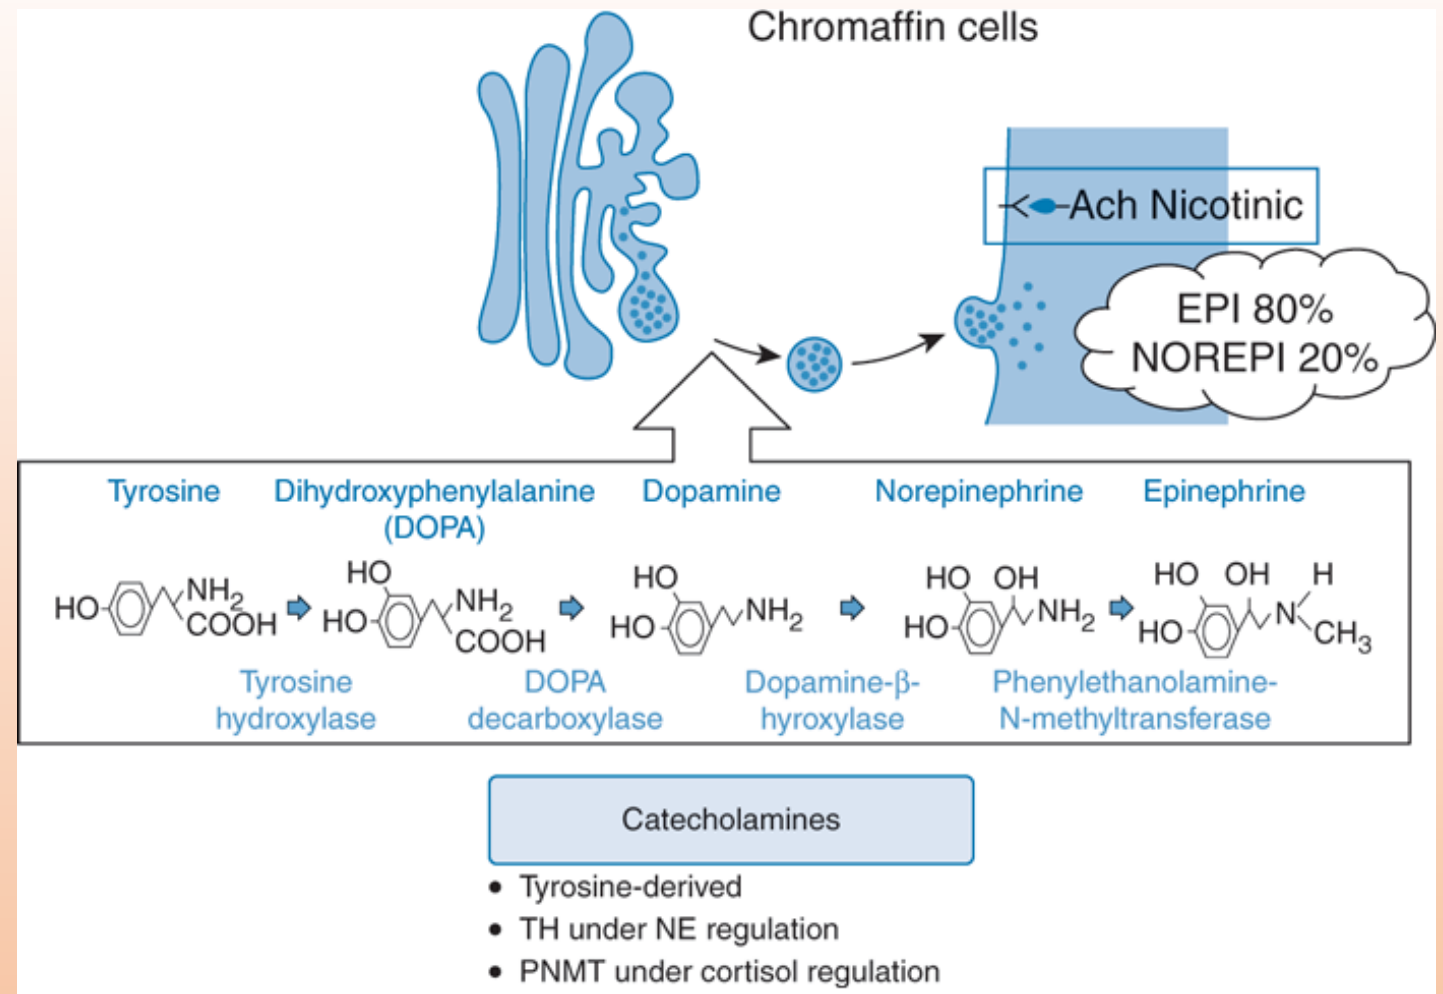 Chromaffin cells
Ach Nicotinic
EPI 80%
NOREPI 20%
Tyrosine
Dihydroxyphenylalanine
(DOPA)
Dopamine
Norepinephrine
Epinephrine
HO
NH₂
COOH
HO
HO
NH₂
COOH
HO
HO
NH₂
HO OH
HO
NH₂
HO OH H
HO
N
CH₃
Tyrosine
hydroxylase
DOPA
decarboxylase
Dopamine-β-
hyroxylase
Phenylethanolamine-
N-methyltransferase
Catecholamines
• Tyrosine-derived
• TH under NE regulation
• PNMT under cortisol regulation